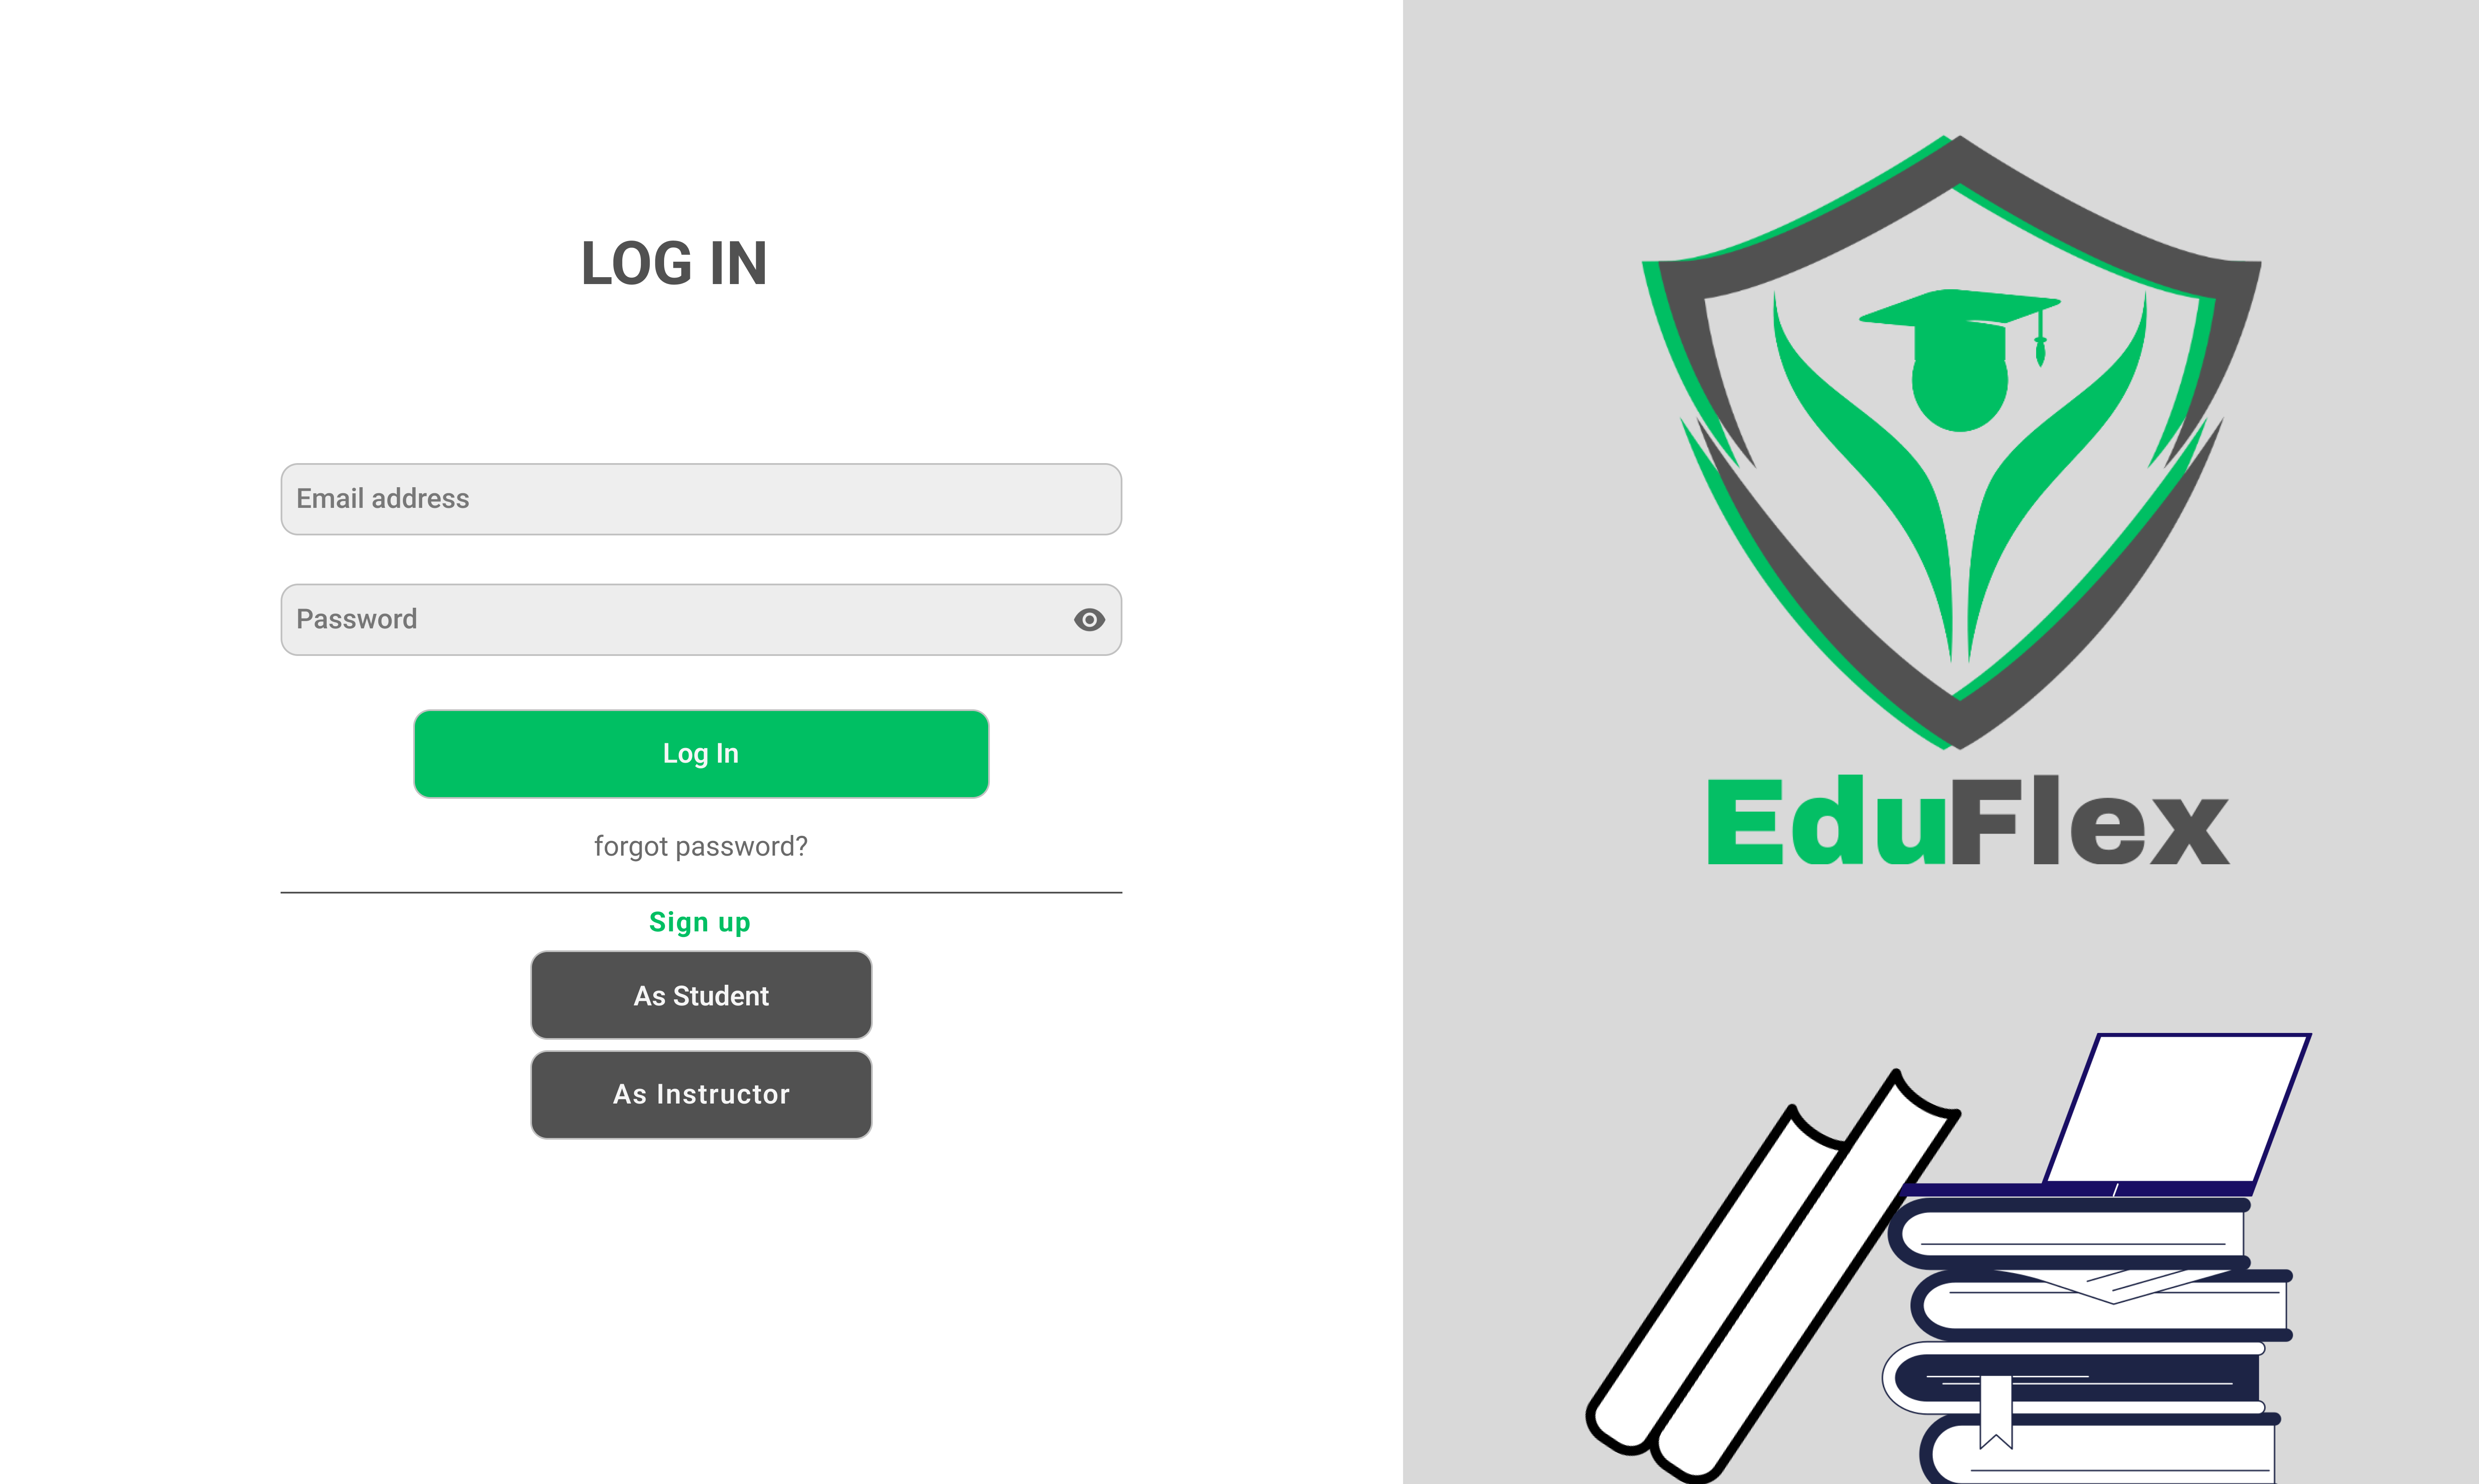 LOG IN
Email address
Password
Log In
forgot password?
Sign up
As Student
As Instructor
EduFlex